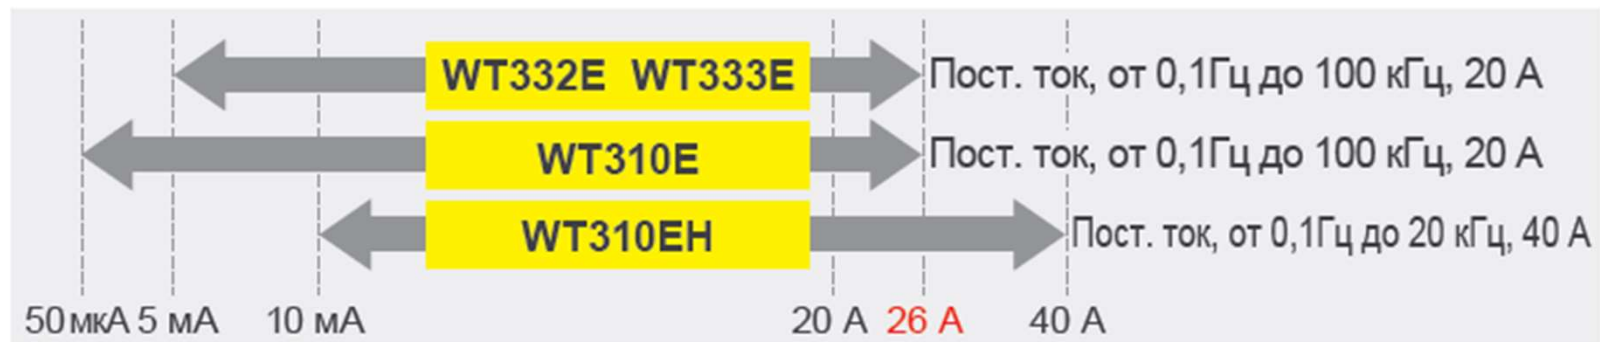 WT332E WT333E Пост. ток, от 0,1Гц до 100 кГц, 20 А
WT310E Пост. ток, от 0,1Гц до 100 кГц, 20 А
WT310EH Пост. ток, от 0,1Гц до 20 кГц, 40 А
50 мкА 5 мА 10 мА 20 А 26 А 40 А